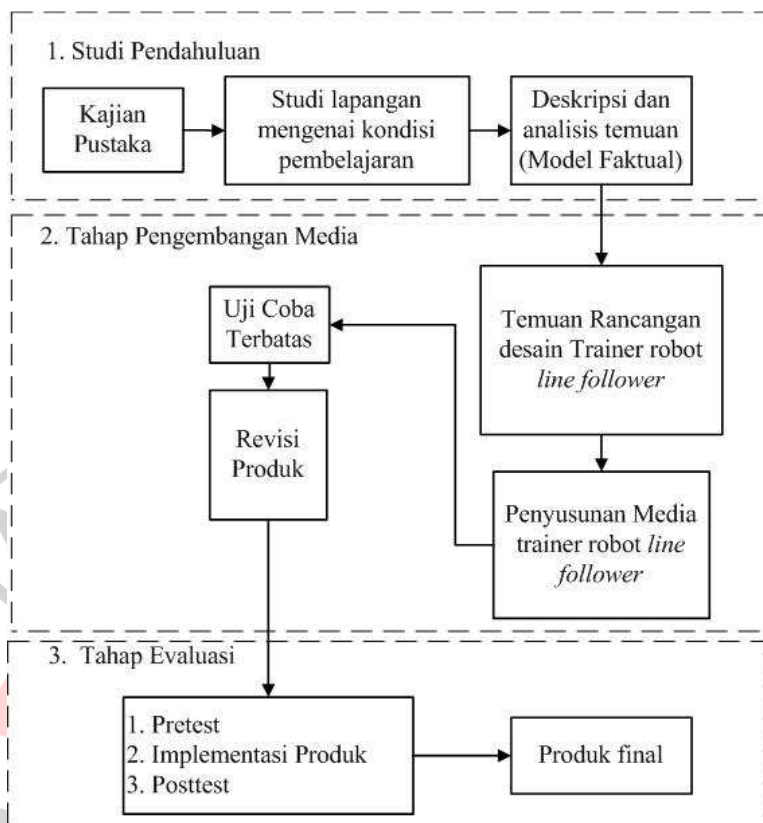 1. Studi Pendahuluan
Kajian
Pustaka
Studi lapangan
mengenai kondisi
pembelajaran
Deskripsi dan
analisis temuan
(Model Faktual)
2. Tahap Pengembangan Media
Temuan Rancangan
desain Trainer robot
line follower
Penyusunan Media
trainer robot line
follower
Uji Coba
Terbatas
Revisi
Produk
3. Tahap Evaluasi
1. Pretest
2. Implementasi Produk
3. Posttest
Produk final